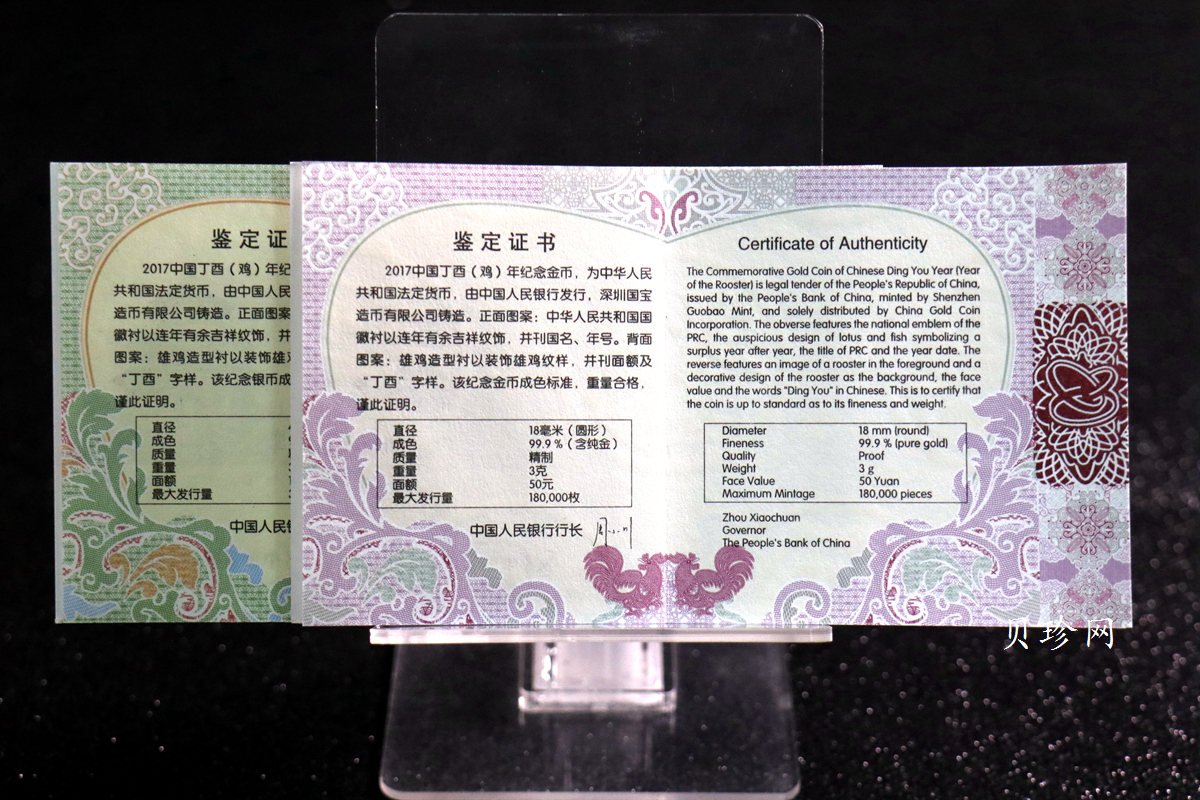 鉴定证
2017中国丁酉（鸡）年纪
共和国法定货币，由中国人
造币有限公司铸造。正面图案
徽衬以连年有余吉祥纹饰，并
图案：雄鸡造型衬以装饰雄
“丁酉”字样。该纪念银币成
谨此证明。
直径
成色
质量
重量
面额
最大发行量
中国人民
鉴定证书
2017中国丁酉（鸡）年纪念金币，为中华人民
共和国法定货币，由中国人民银行发行，深圳国宝
造币有限公司铸造。正面图案：中华人民共和国国
徽衬以连年有余吉祥纹饰，并刊国名、年号。背面
图案：雄鸡造型衬以装饰雄鸡纹样，并刊面额及
“丁酉”字样。该纪念金币成色标准，重量合格，
谨此证明。
直径 18毫米（圆形）
成色 99.9％（含纯金）
质量 精制
重量 3克
面额 50元
最大发行量 180,000枚
中国人民银行行长
Certificate of Authenticity
The Commemorative Gold Coin of Chinese Ding You Year (Year
of the Rooster) is legal tender of the People's Republic of China,
issued by the People's Bank of China, minted by Shenzhen
Guobao Mint, and solely distributed by China Gold Coin
Incorporation. The obverse features the national emblem of the
PRC, the auspicious design of lotus and fish symbolizing a
surplus year after year, the title of PRC and the year date. The
reverse features an image of a rooster in the foreground and a
decorative design of the rooster as the background, the face
value and the words "Ding You" in Chinese. This is to certify that
the coin is up to standard as to its fineness and weight.
Diameter 18 mm (round)
Fineness 99.9 % (pure gold)
Quality Proof
Weight 3 g
Face Value 50 Yuan
Maximum Mintage 180,000 pieces
Zhou Xiaochuan
Governor
The People's Bank of China
贝珍网